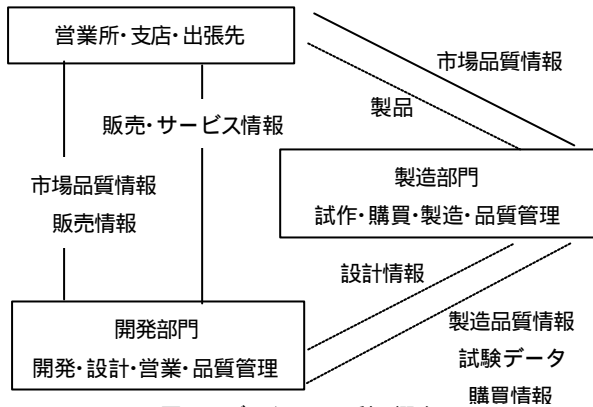 営業所・支店・出張先
市場品質情報
製品
販売・サービス情報
市場品質情報
販売情報
製造部門
試作・購買・製造・品質管理
設計情報
開発部門
開発・設計・営業・品質管理
製造品質情報
試験データ
購買情報